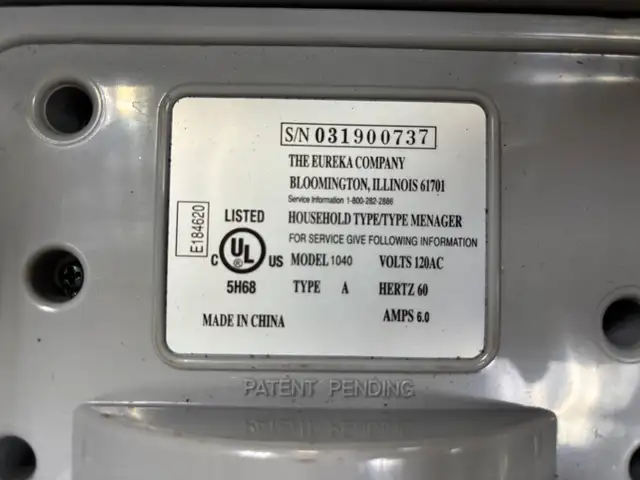 S/N 031900737
THE EUREKA COMPANY
BLOOMINGTON, ILLINOIS 61701
Service Information 1-800-282-2886
HOUSEHOLD TYPE/TYPE MENAGER
FOR SERVICE GIVE FOLLOWING INFORMATION
MODEL 1040 VOLTS 120AC
TYPE A HERTZ 60
AMPS 6.0
E184620
LISTED
C UL US
5H68
MADE IN CHINA
PATENT PENDING